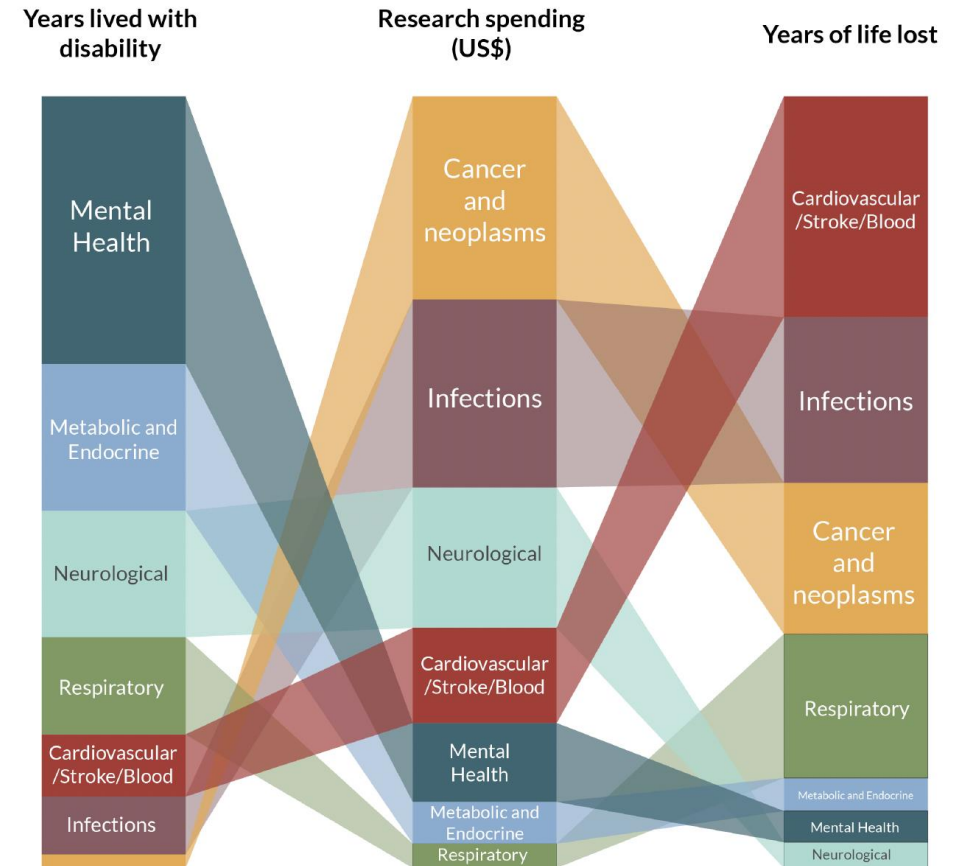 Years lived with
disability
Research spending
(US$)
Years of life lost
Mental
Health
Metabolic and
Endocrine
Neurological
Respiratory
Cardiovascular
/Stroke/Blood
Infections
Cancer
and
neoplasms
Infections
Neurological
Cardiovascular
/Stroke/Blood
Mental
Health
Metabolic and
Endocrine
Respiratory
Cardiovascular
/Stroke/Blood
Infections
Cancer
and
neoplasms
Respiratory
Metabolic and Endocrine
Mental Health
Neurological